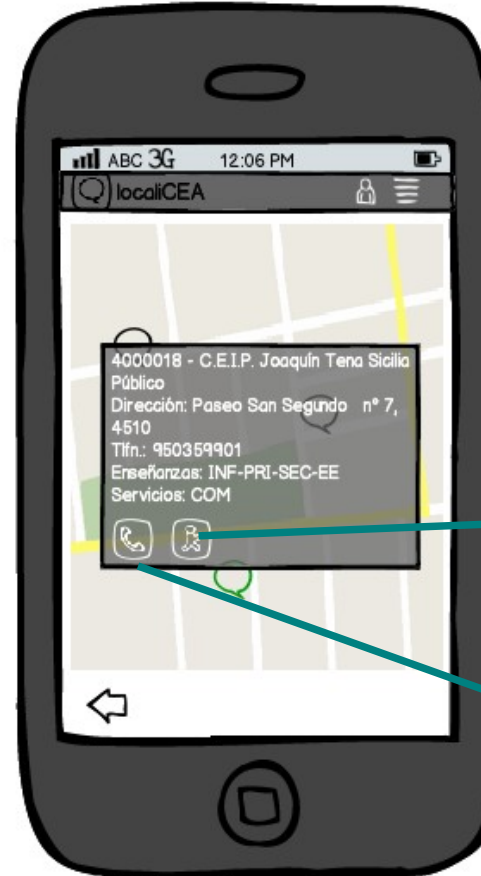 ABC 3G 12:06 PM
localiCEA
4000018 - C.E.I.P. Joaquín Tena Sicilia
Público
Dirección: Paseo San Segundo nº 7,
4510
Tlfn.: 950359901
Enseñanzas: INF-PRI-SEC-EE
Servicios: COM